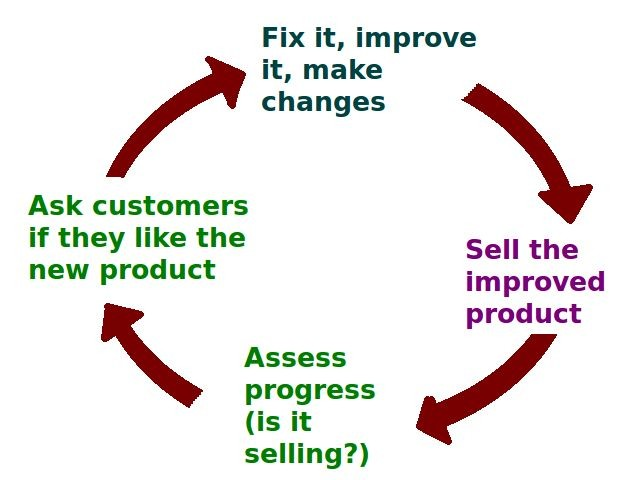 Fix it, improve
it, make
changes
Sell the
improved
product
Assess
progress
(is it
selling?)
Ask customers
if they like the
new product